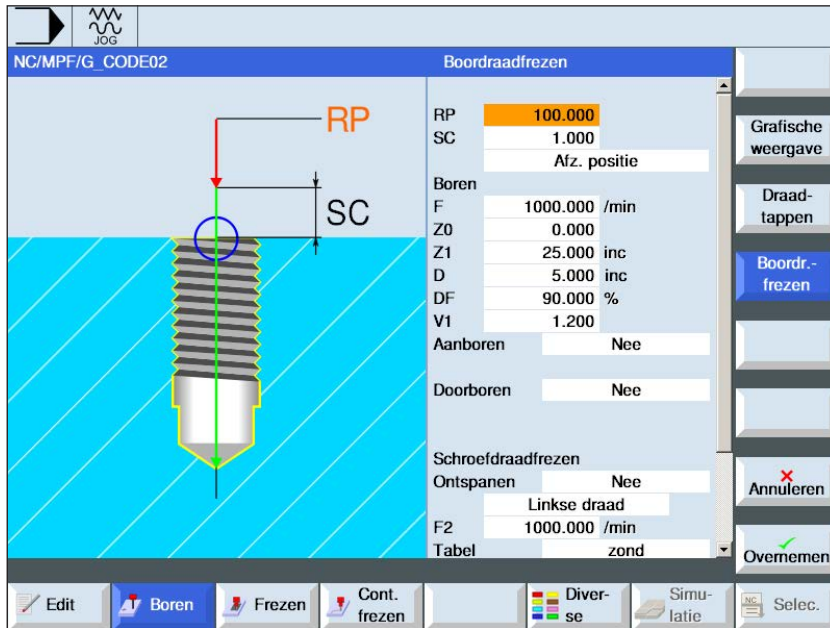 JOG
NC/MPF/G_CODE02
Boordraadfrezen
RP
SC
RP 100.000
SC 1.000
Afz. positie
Boren
F 1000.000 /min
Z0 0.000
Z1 25.000 inc
D 5.000 inc
DF 90.000 %
V1 1.200
Aanboren Nee
Doorboren Nee
Schroefdraadfrezen
Ontspanen Nee
Linkse draad
F2 1000.000 /min
Tabel zond
Grafische
weergave
Draad-
tappen
Boordr.-
frezen
Annuleren
Overnemen
Edit
Boren
Frezen
Cont.
frezen
Diver-
se
Simu-
latie
NC
Selec.